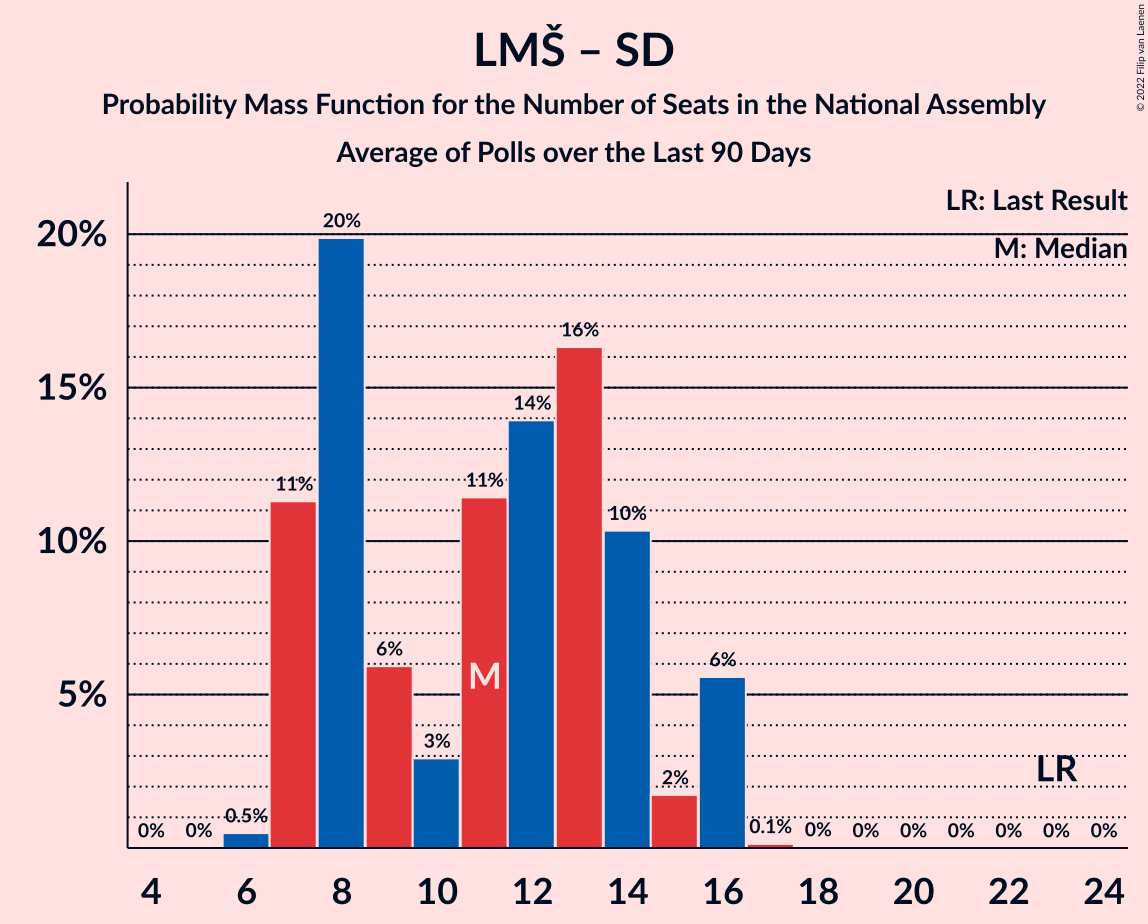 LMŠ – SD
Probability Mass Function for the Number of Seats in the National Assembly
Average of Polls over the Last 90 Days
© 2022 Filip van Laenen
LR: Last Result
M: Median
20%
15%
10%
5%
0%
0%
0.5%
11%
20%
6%
3%
11%
14%
16%
10%
2%
6%
0.1%
0%
0%
0%
0%
0%
0%
0%
M
LR
4 6 8 10 12 14 16 18 20 22 24